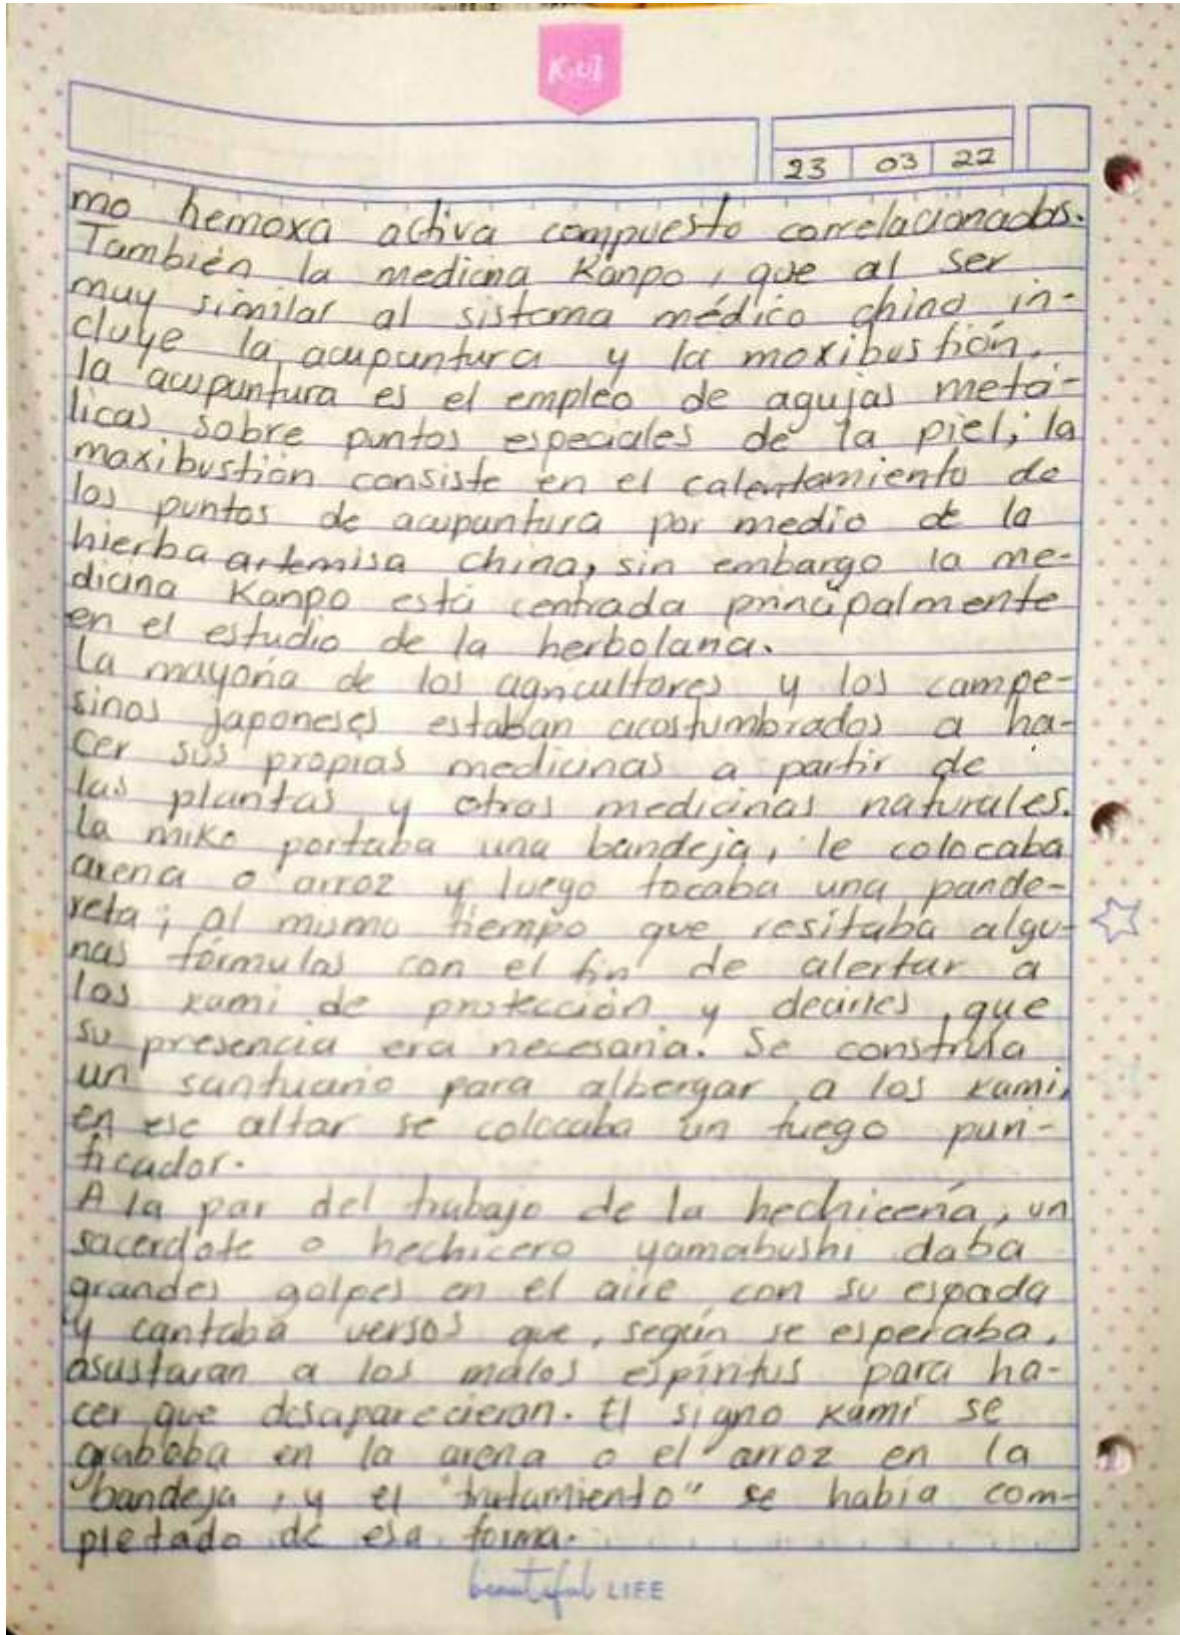 Kiut
23 03 22
mo hemoxa activa compuesto correlacionados.
También la medicina Kanpo, que al ser
muy similar al sistema médico chino in-
cluye la acupuntura y la moxibustión,
la acupuntura es el empleo de agujas metá-
licas sobre puntos especiales de la piel; la
moxibustión consiste en el calentamiento de
los puntos de acupuntura por medio de la
hierba artemisa china, sin embargo la me-
dicina Kanpo está centrada principalmente
en el estudio de la herbolaria.
La mayoría de los agricultores y los campe-
sinos japoneses estaban acostumbrados a ha-
cer sus propias medicinas a partir de
las plantas y otras medicinas naturales.
La miko portaba una bandeja, le colocaba
arena o arroz y luego tocaba una pande-
reta; al mismo tiempo que resitaba algu-
nas fórmulas con el fin de alertar a
los kami de protección y decirles, que
su presencia era necesaria. Se construía
un santuario para albergar a los kami,
en ese altar se colocaba un fuego puri-
ficador.
A la par del trabajo de la hechicería, un
sacerdote o hechicero yamabushi daba
grandes golpes en el aire con su espada
y cantaba versos que, según se esperaba,
asustaran a los malos espíritus para ha-
cer que desaparecieran. El signo kami se
grababa en la arena o el arroz en la
bandeja, y el "tratamiento" se había com-
pletado de esa forma.
beautiful LIFE